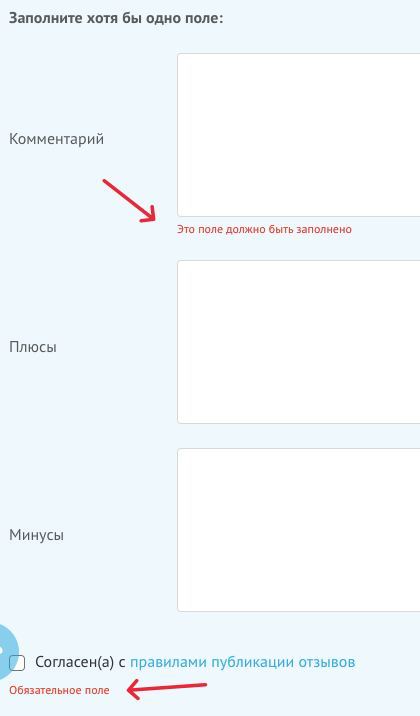 Заполните хотя бы одно поле:
Комментарий
Это поле должно быть заполнено
Плюсы
Минусы
Согласен(а) с правилами публикации отзывов
Обязательное поле